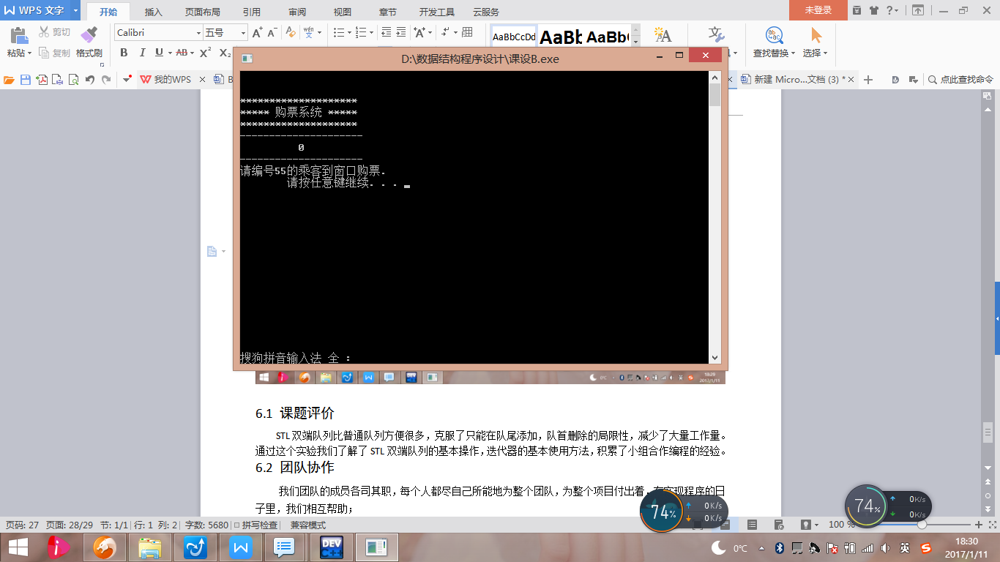 WPS 文字
开始 插入 页面布局 引用 审阅 视图 章节 开发工具 云服务
未登录
粘贴 剪切 复制 格式刷
Calibri 五号
B I U AB X² X₂
AaBbCcDd AaBb AaBb
查找替换 选择
我的WPS
新建 Micro...文档 (3) *
点此查找命令
D:\数据结构程序设计\课设B.exe
********************
***** 购票系统 *****
********************
---------------------
0
---------------------
请编号55的乘客到窗口购票.
请按任意键继续. . .
搜狗拼音输入法 全 :
6.1 课题评价
STL 双端队列比普通队列方便很多，克服了只能在队尾添加，队首删除的局限性，减少了大量工作量。
通过这个实验我们了解了 STL 双端队列的基本操作，迭代器的基本使用方法，积累了小组合作编程的经验。
6.2 团队协作
我们团队的成员各司其职，每个人都尽自己所能地为整个团队，为整个项目付出着，在实现程序的日
子里，我们相互帮助；
74% 0K/s 0K/s
74% 0K/s 0K/s
页码: 27 页面: 28/29 节: 1/1 行: 1 列: 2 字数: 5680 拼写检查 兼容模式
100 %
DEV C++
0°C
英
18:30
2017/1/11